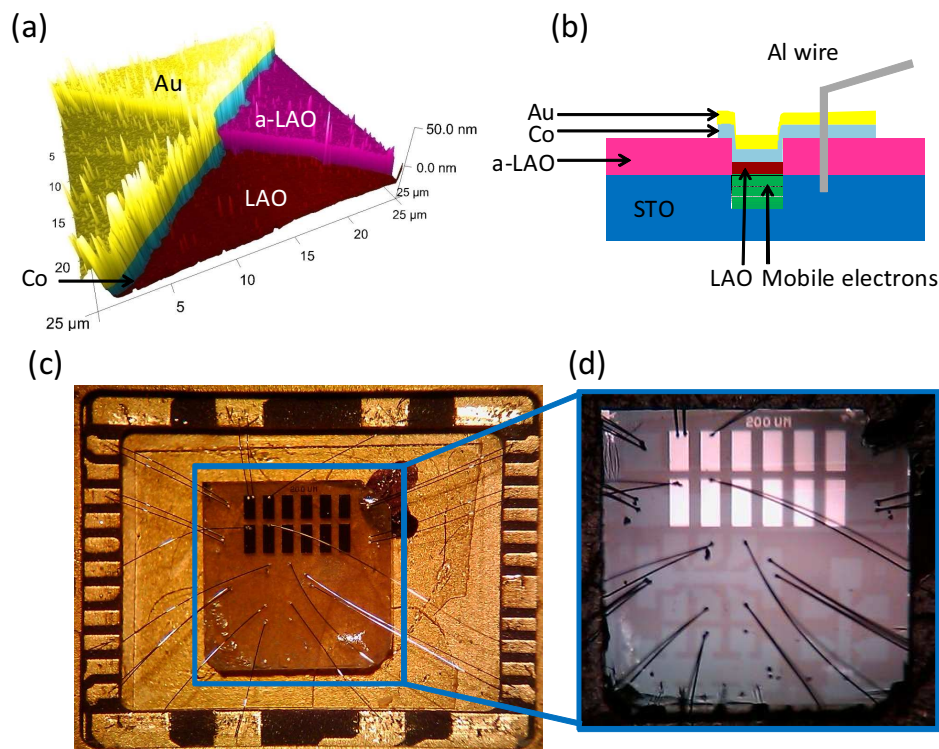 (a)
Au
a-LAO
LAO
Co
50.0 nm
0.0 nm
5
10
15
20
25 µm
5
10
15
20
25 µm
25 µm
(b)
Al wire
Au
Co
a-LAO
STO
LAO Mobile electrons
(c)
200 UM
(d)
200 UM